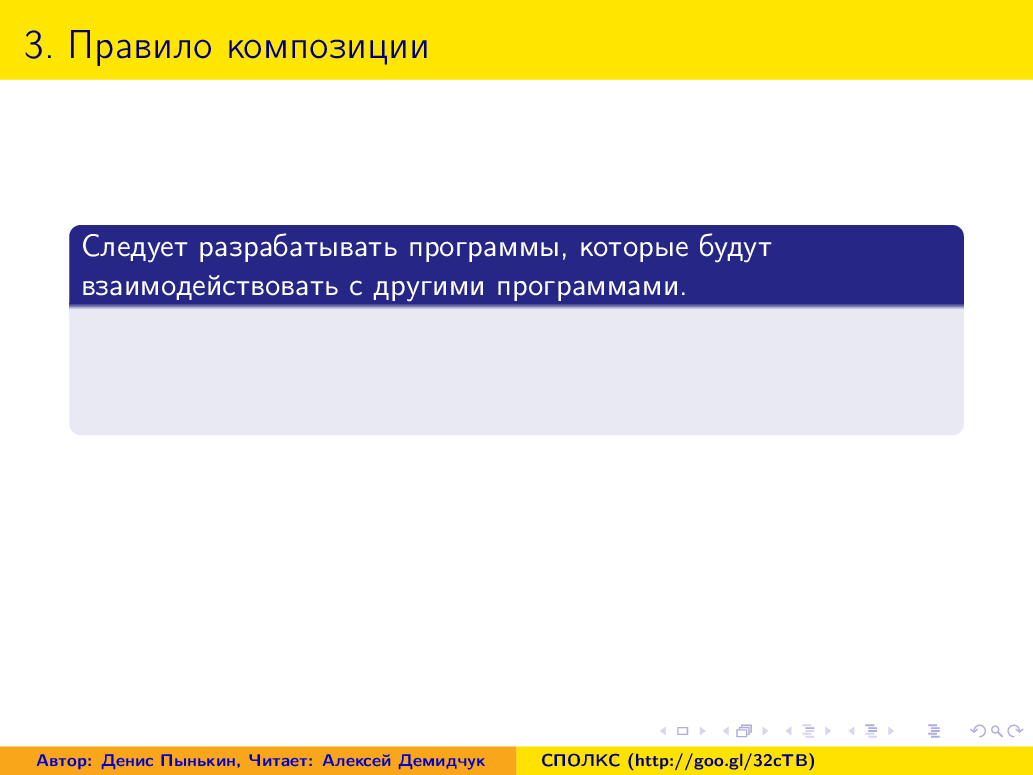 3. Правило композиции
Следует разрабатывать программы, которые будут
взаимодействовать с другими программами.
Автор: Денис Пынькин, Читает: Алексей Демидчук
СПОЛКС (http://goo.gl/32cTB)